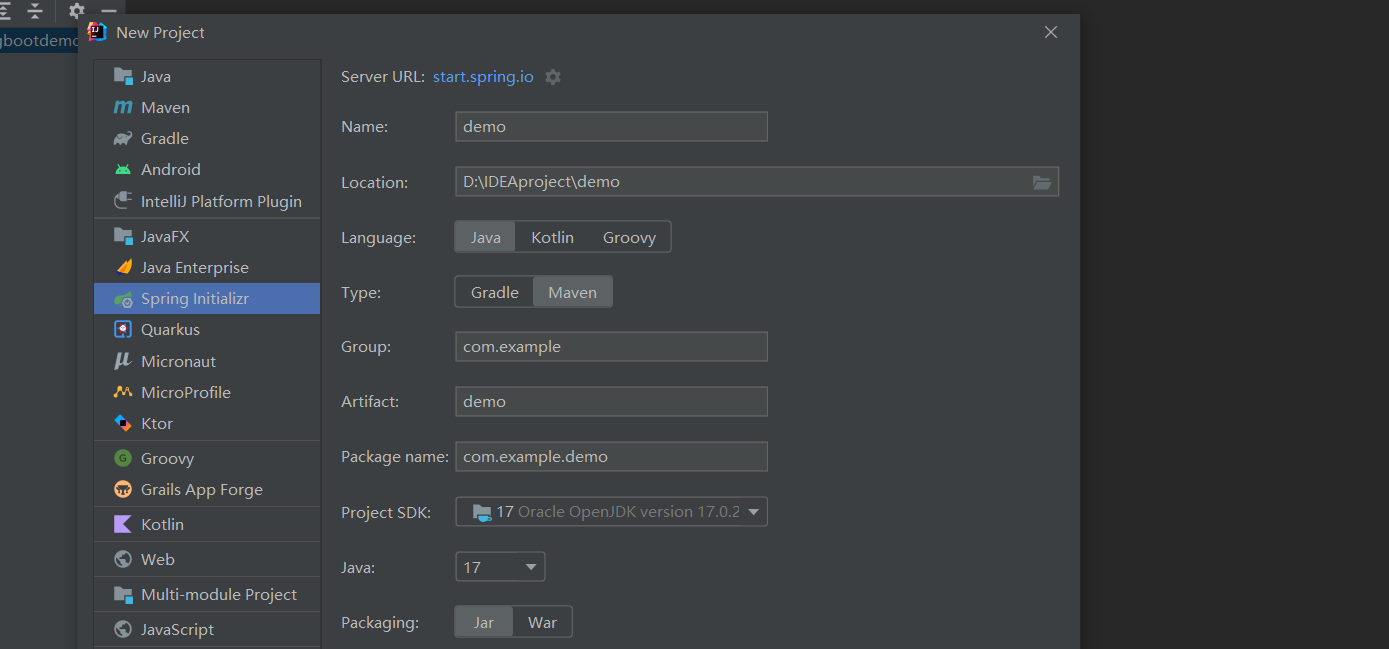 New Project
gbootdemo
Java
Maven
Gradle
Android
IntelliJ Platform Plugin
JavaFX
Java Enterprise
Spring Initializr
Quarkus
Micronaut
MicroProfile
Ktor
Groovy
Grails App Forge
Kotlin
Web
Multi-module Project
JavaScript
Server URL: start.spring.io
Name: demo
Location: D:\IDEAproject\demo
Language: Java Kotlin Groovy
Type: Gradle Maven
Group: com.example
Artifact: demo
Package name: com.example.demo
Project SDK: 17 Oracle OpenJDK version 17.0.2
Java: 17
Packaging: Jar War